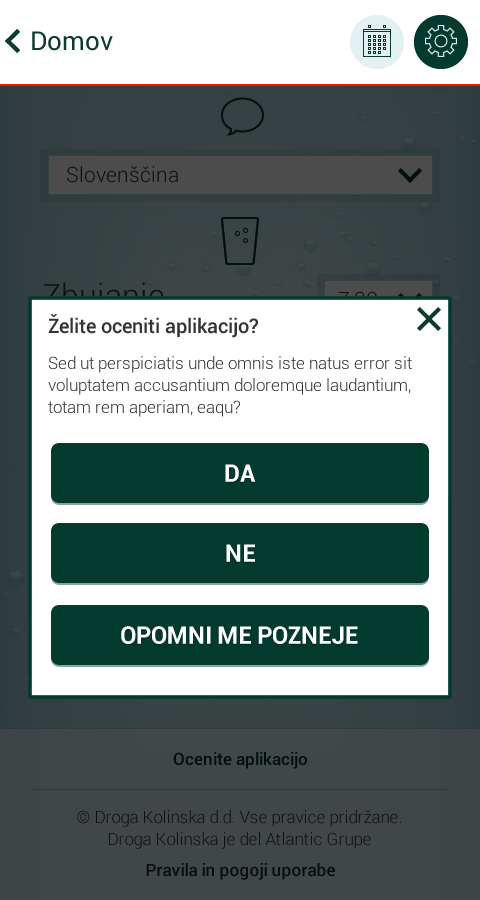 Domov
Slovenščina
Zbujanje
Želite oceniti aplikacijo?
Sed ut perspiciatis unde omnis iste natus error sit
voluptatem accusantium doloremque laudantium,
totam rem aperiam, eaqu?
DA
NE
OPOMNI ME POZNEJE
Ocenite aplikacijo
© Droga Kolinska d.d. Vse pravice pridržane.
Droga Kolinska je del Atlantic Grupe
Pravila in pogoji uporabe